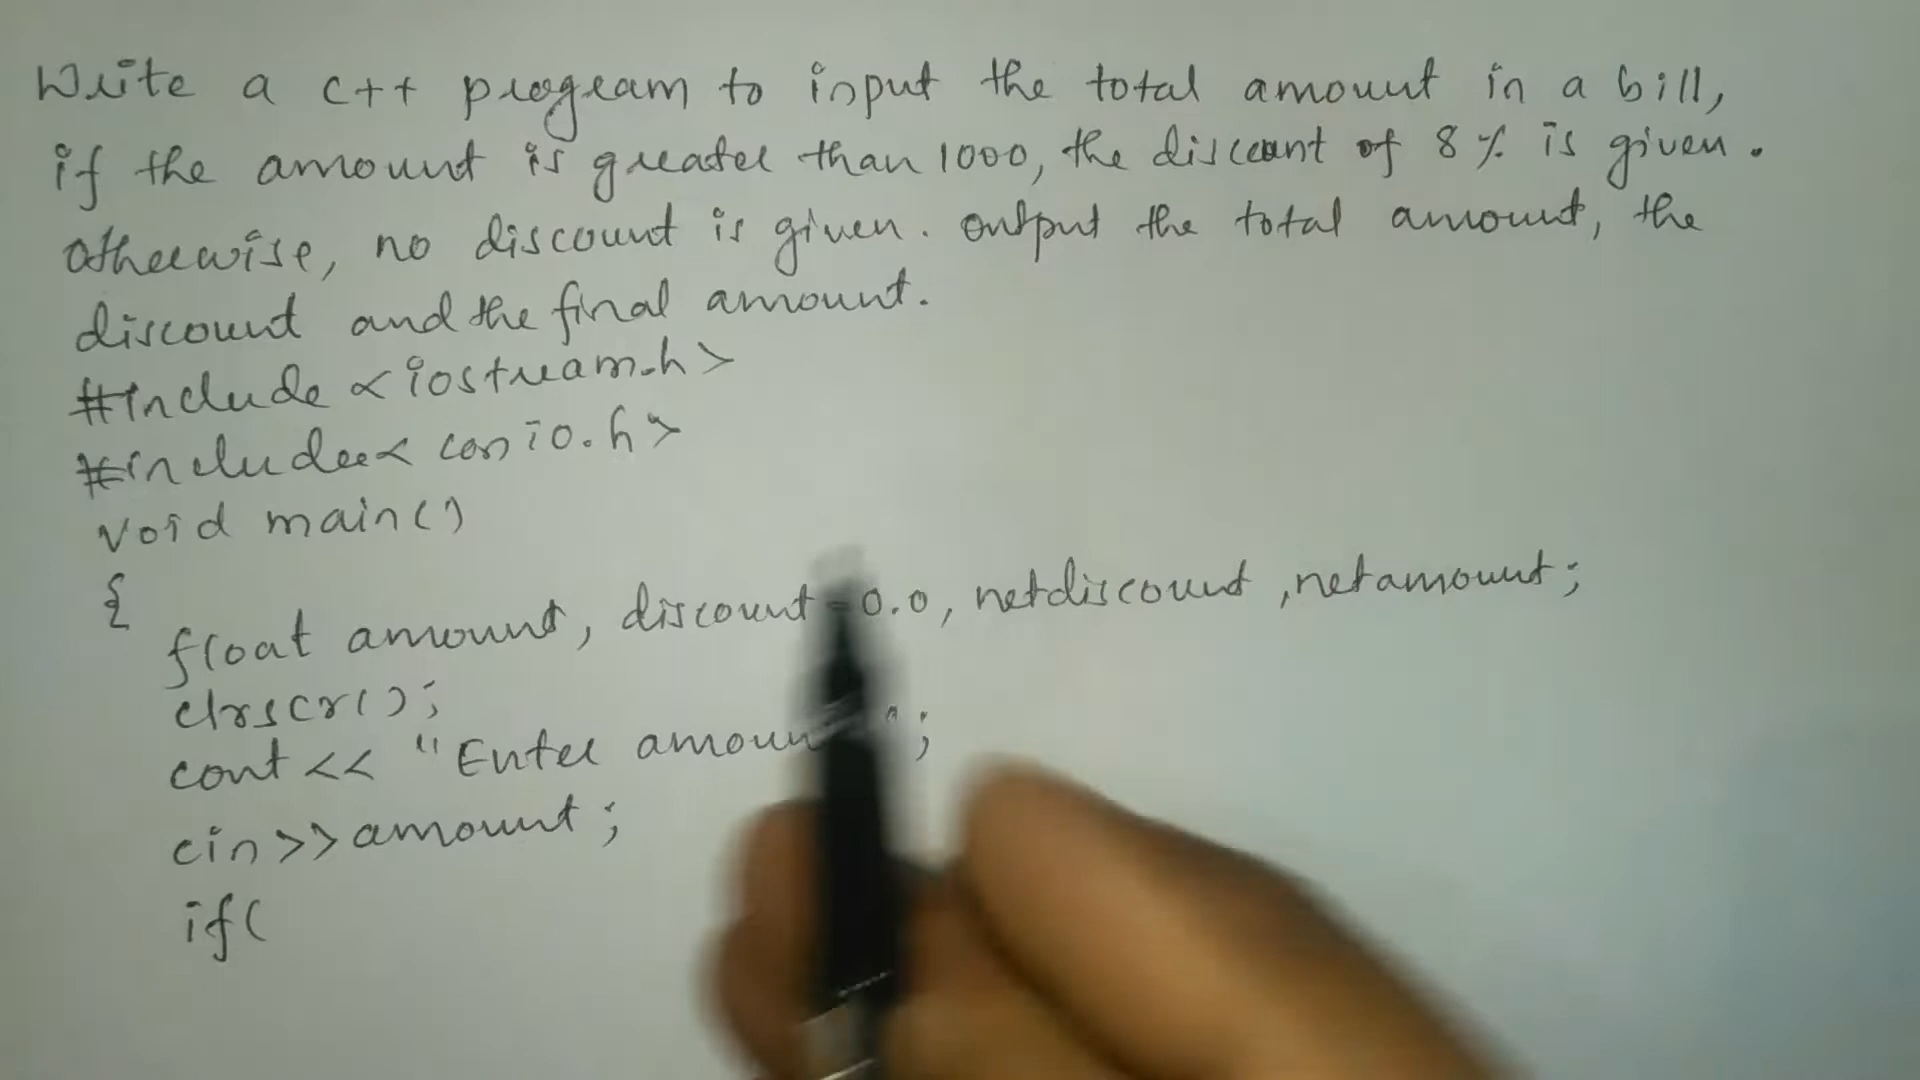 Write a c++ program to input the total amount in a bill,
if the amount is greater than 1000, the discount of 8% is given.
otherwise, no discount is given. output the total amount, the
discount and the final amount.
#include <iostream.h>
#include< conio.h>
void main()
{
float amount, discount=0.0, netdiscount ,netamount;
clrscr();
cout << "Enter amount";
cin>>amount;
if(